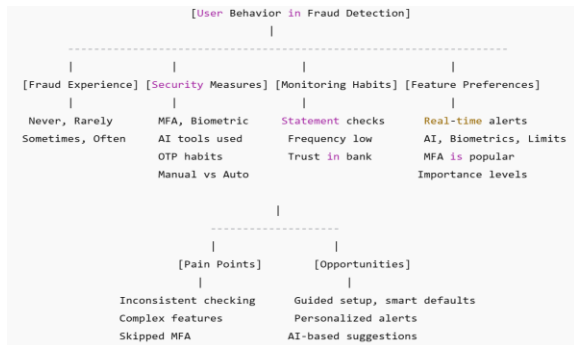 [User Behavior in Fraud Detection]
[Fraud Experience] [Security Measures] [Monitoring Habits] [Feature Preferences]
Never, Rarely MFA, Biometric Statement checks Real-time alerts
Sometimes, Often AI tools used Frequency low AI, Biometrics, Limits
OTP habits Trust in bank MFA is popular
Manual vs Auto Importance levels
[Pain Points] [Opportunities]
Inconsistent checking Guided setup, smart defaults
Complex features Personalized alerts
Skipped MFA AI-based suggestions